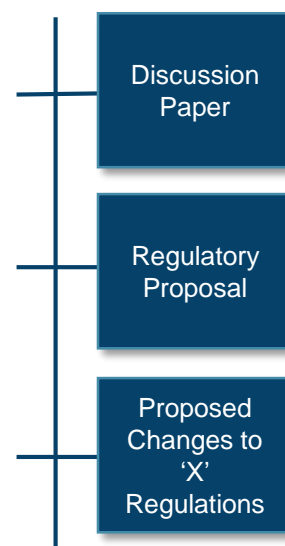 Discussion
Paper
Regulatory
Proposal
Proposed
Changes to
‘X’
Regulations